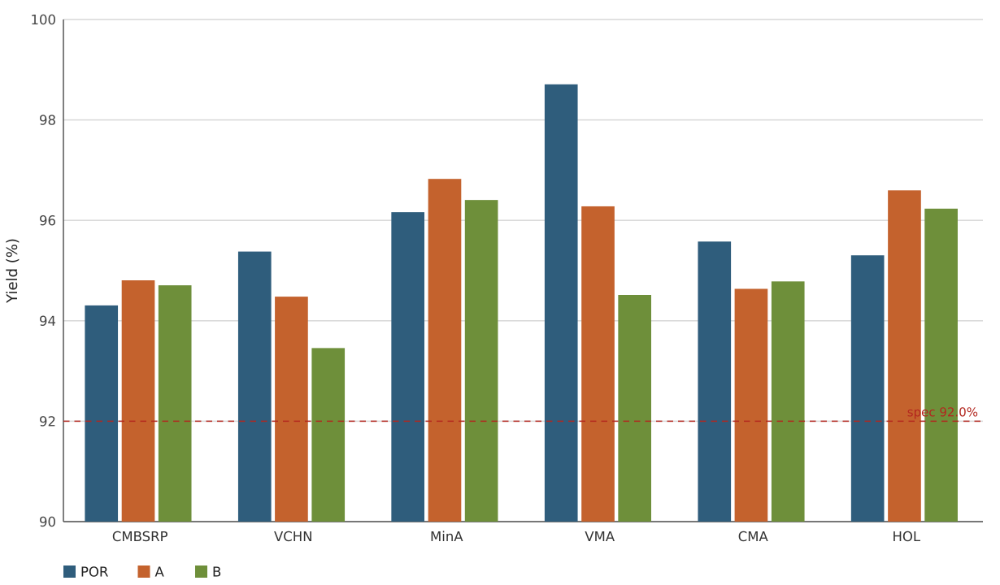 100
98
96
94
92
90
Yield (%)
spec 92.0%
CMBSRP VCHN MinA VMA CMA HOL
POR A B